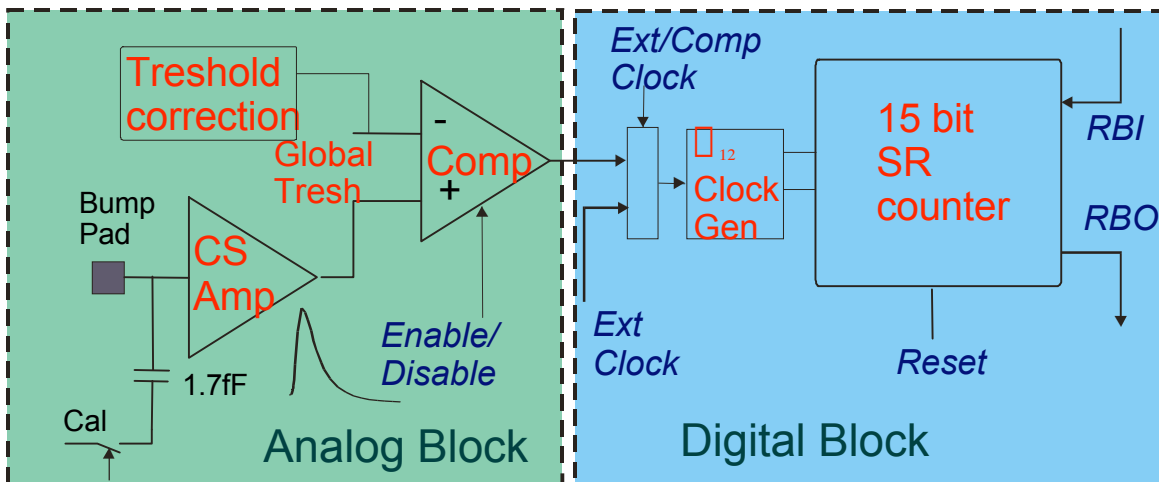 Treshold
correction
Global
Tresh
-
+
Comp
Bump
Pad
CS
Amp
1.7fF
Cal
Enable/
Disable
Analog Block
Ext/Comp
Clock
12
Clock
Gen
Ext
Clock
15 bit
SR
counter
RBI
RBO
Reset
Digital Block